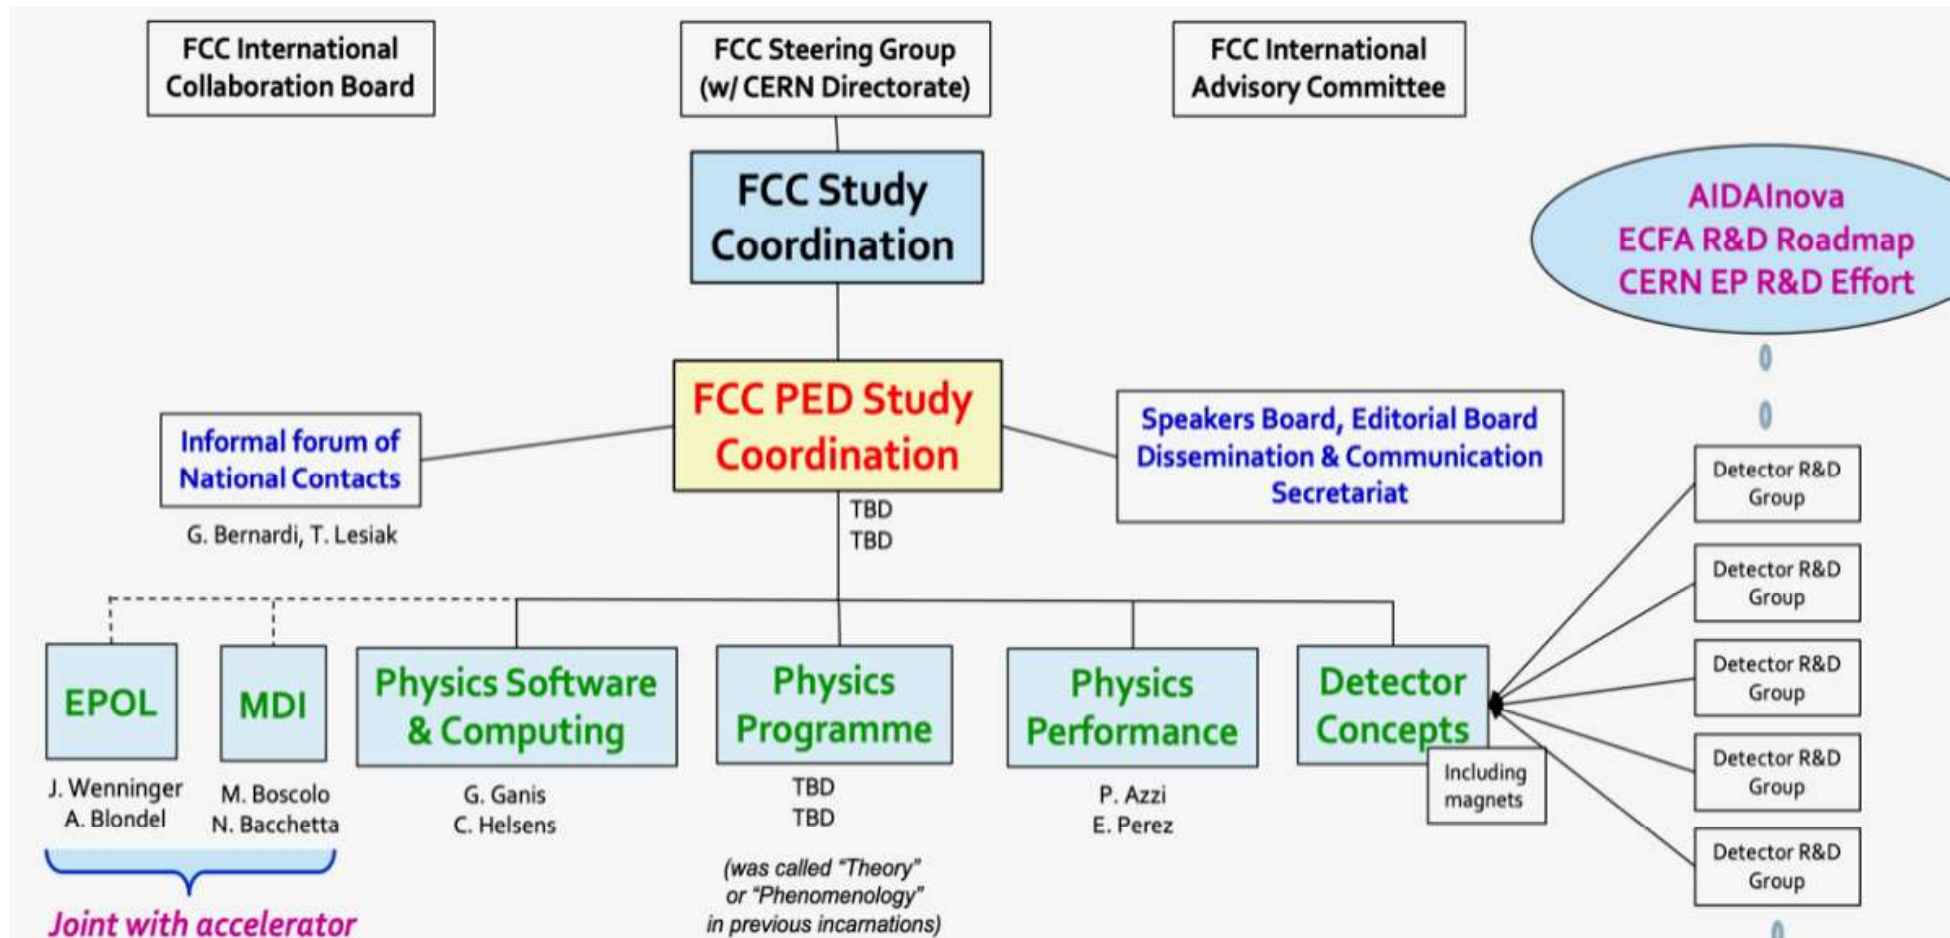 FCC International
Collaboration Board
FCC Steering Group
(w/ CERN Directorate)
FCC International
Advisory Committee
FCC Study
Coordination
AIDAInova
ECFA R&D Roadmap
CERN EP R&D Effort
FCC PED Study
Coordination
TBD
TBD
Informal forum of
National Contacts
G. Bernardi, T. Lesiak
Speakers Board, Editorial Board
Dissemination & Communication
Secretariat
EPOL
J. Wenninger
A. Blondel
MDI
M. Boscolo
N. Bacchetta
Joint with accelerator
Physics Software
& Computing
G. Ganis
C. Helsens
Physics
Programme
TBD
TBD
(was called "Theory"
or "Phenomenology"
in previous incarnations)
Physics
Performance
P. Azzi
E. Perez
Detector
Concepts
Including
magnets
Detector R&D
Group
Detector R&D
Group
Detector R&D
Group
Detector R&D
Group
Detector R&D
Group